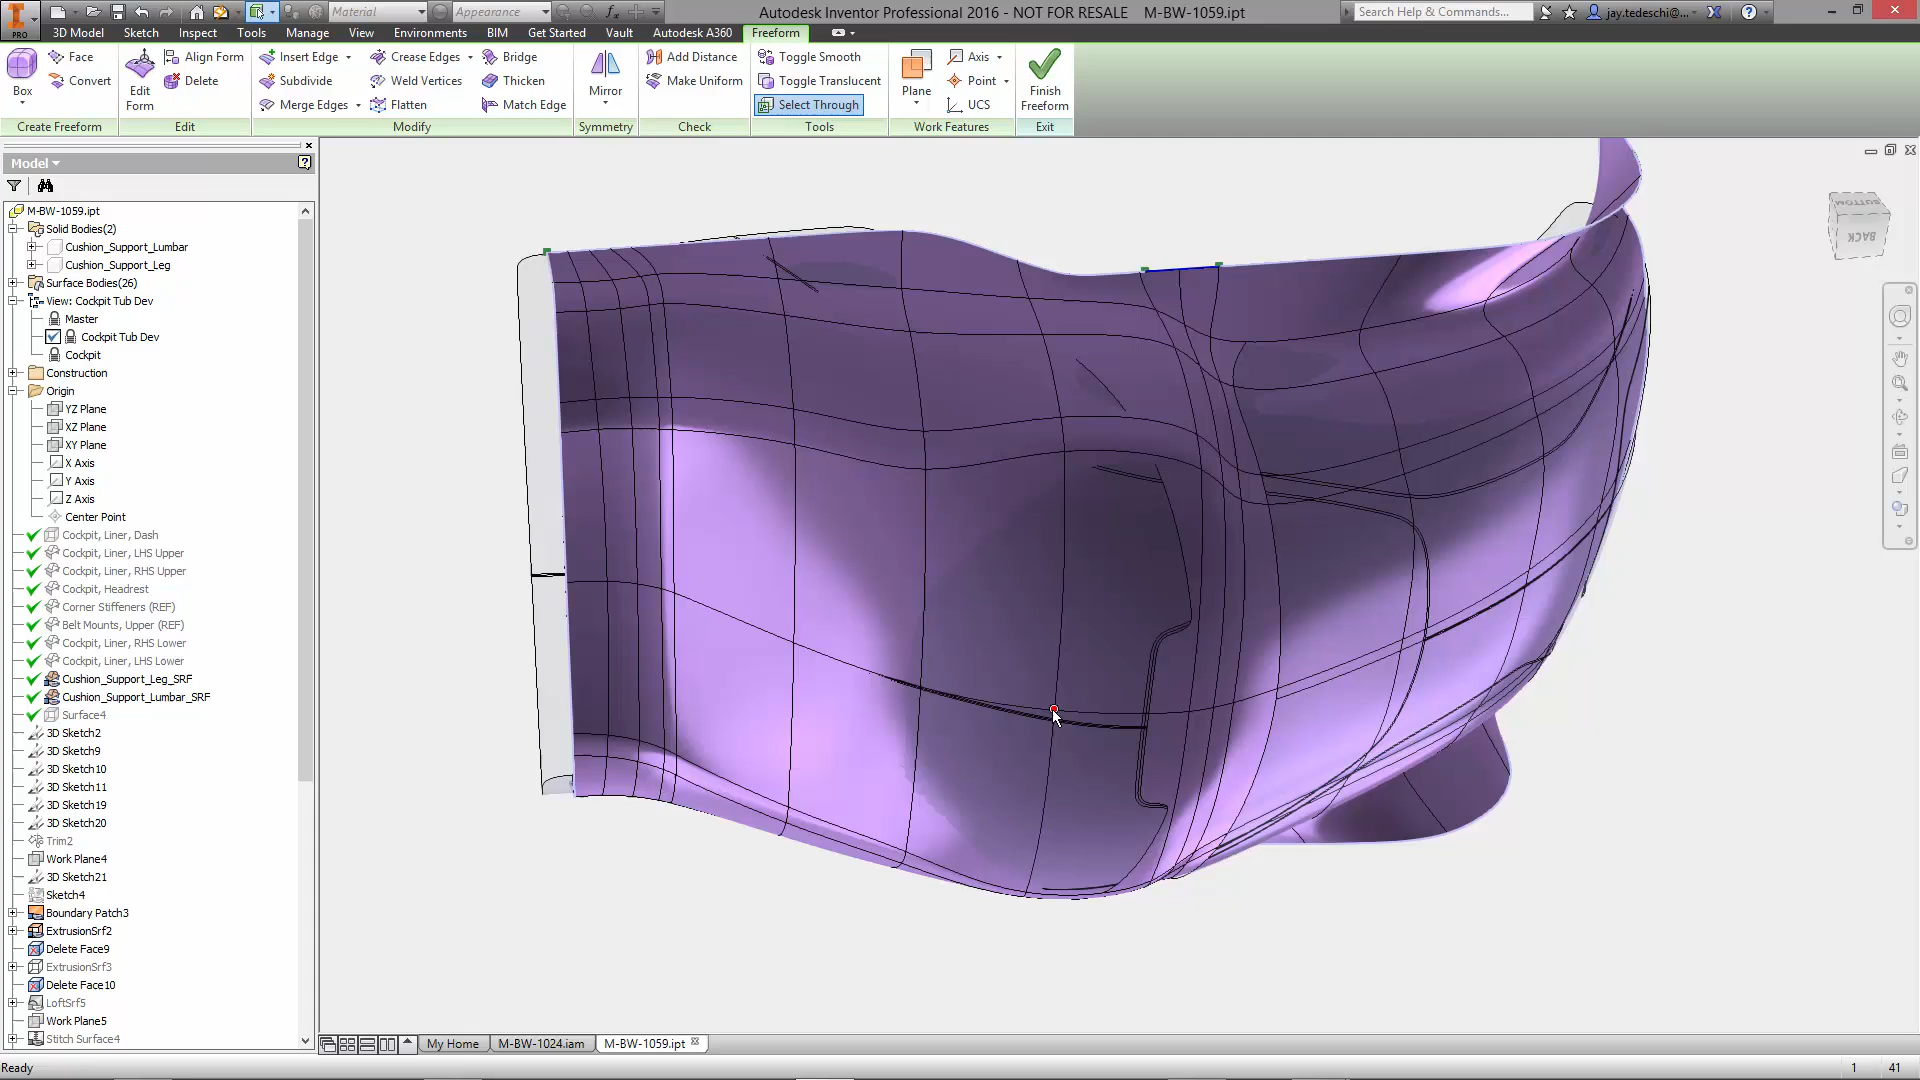 Material
Appearance
Autodesk Inventor Professional 2016 - NOT FOR RESALE M-BW-1059.ipt
Search Help & Commands...
jay.tedeschi@...
PRO
3D Model Sketch Inspect Tools Manage View Environments BIM Get Started Vault Autodesk A360 Freeform
Box
Face
Convert
Create Freeform
Edit Form
Align Form
Delete
Edit
Insert Edge
Subdivide
Merge Edges
Crease Edges
Weld Vertices
Flatten
Bridge
Thicken
Match Edge
Modify
Mirror
Symmetry
Add Distance
Make Uniform
Check
Toggle Smooth
Toggle Translucent
Select Through
Tools
Plane
Axis
Point
UCS
Work Features
Finish Freeform
Exit
Model
M-BW-1059.ipt
Solid Bodies(2)
Cushion_Support_Lumbar
Cushion_Support_Leg
Surface Bodies(26)
View: Cockpit Tub Dev
Master
Cockpit Tub Dev
Cockpit
Construction
Origin
YZ Plane
XZ Plane
XY Plane
X Axis
Y Axis
Z Axis
Center Point
Cockpit, Liner, Dash
Cockpit, Liner, LHS Upper
Cockpit, Liner, RHS Upper
Cockpit, Headrest
Corner Stiffeners (REF)
Belt Mounts, Upper (REF)
Cockpit, Liner, RHS Lower
Cockpit, Liner, LHS Lower
Cushion_Support_Leg_SRF
Cushion_Support_Lumbar_SRF
Surface4
3D Sketch2
3D Sketch9
3D Sketch10
3D Sketch11
3D Sketch19
3D Sketch20
Trim2
Work Plane4
3D Sketch21
Sketch4
Boundary Patch3
ExtrusionSrf2
Delete Face9
ExtrusionSrf3
Delete Face10
LoftSrf5
Work Plane5
Stitch Surface4
BOTTOM
BACK
My Home M-BW-1024.iam M-BW-1059.ipt
Ready
1 41